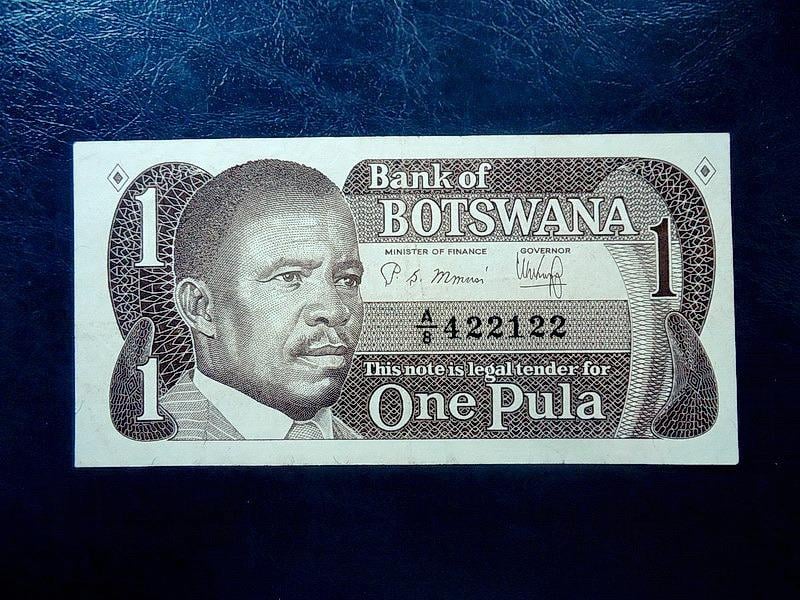 Bank of
BOTSWANA
1
1
MINISTER OF FINANCE GOVERNOR
P. S. Mmusi
A/8 422122
This note is legal tender for
1
One Pula